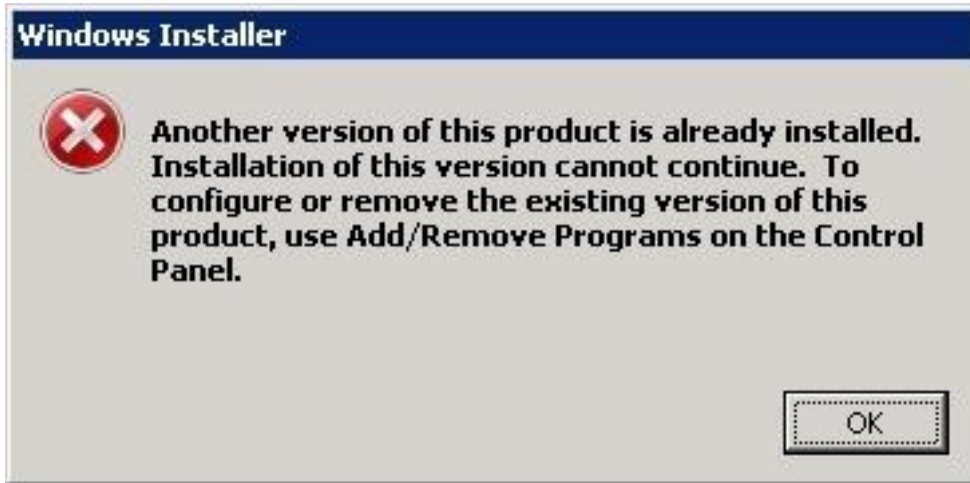 Windows Installer
Another version of this product is already installed.
Installation of this version cannot continue.  To
configure or remove the existing version of this
product, use Add/Remove Programs on the Control
Panel.
OK